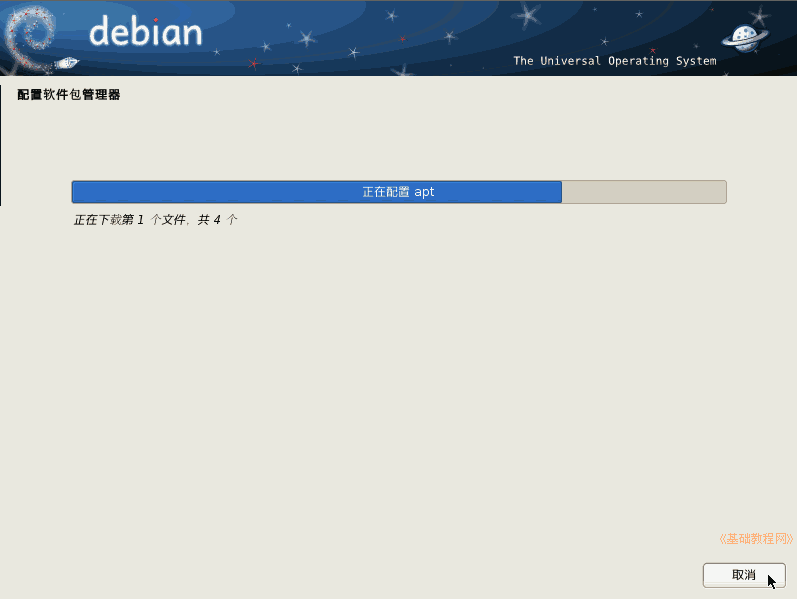 debian
The Universal Operating System
配置软件包管理器
正在配置 apt
正在下载第 1 个文件，共 4 个
《基础教程网》
取消